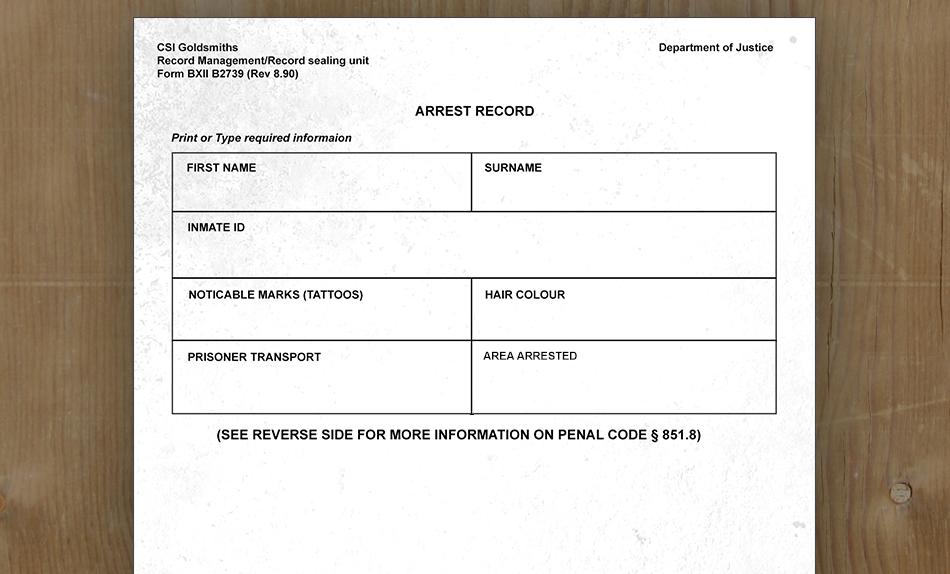 CSI Goldsmiths
Record Management/Record sealing unit
Form BXII B2739 (Rev 8.90)
Department of Justice
ARREST RECORD
Print or Type required informaion
FIRST NAME
SURNAME
INMATE ID
NOTICABLE MARKS (TATTOOS)
HAIR COLOUR
PRISONER TRANSPORT
AREA ARRESTED
(SEE REVERSE SIDE FOR MORE INFORMATION ON PENAL CODE § 851.8)